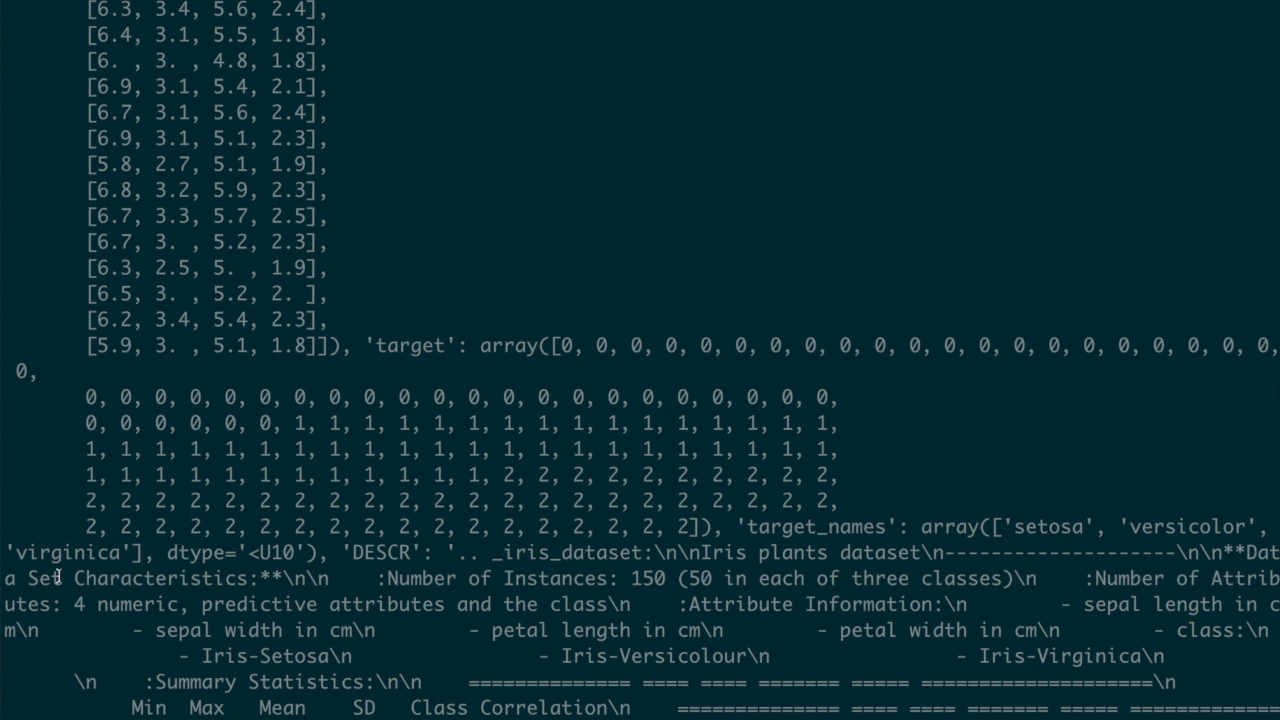 [6.3, 3.4, 5.6, 2.4],
[6.4, 3.1, 5.5, 1.8],
[6. , 3. , 4.8, 1.8],
[6.9, 3.1, 5.4, 2.1],
[6.7, 3.1, 5.6, 2.4],
[6.9, 3.1, 5.1, 2.3],
[5.8, 2.7, 5.1, 1.9],
[6.8, 3.2, 5.9, 2.3],
[6.7, 3.3, 5.7, 2.5],
[6.7, 3. , 5.2, 2.3],
[6.3, 2.5, 5. , 1.9],
[6.5, 3. , 5.2, 2. ],
[6.2, 3.4, 5.4, 2.3],
[5.9, 3. , 5.1, 1.8]]), 'target': array([0, 0, 0, 0, 0, 0, 0, 0, 0, 0, 0, 0, 0, 0, 0, 0, 0, 0, 0, 0, 0,
0,
0, 0, 0, 0, 0, 0, 0, 0, 0, 0, 0, 0, 0, 0, 0, 0, 0, 0, 0, 0, 0, 0,
0, 0, 0, 0, 0, 0, 1, 1, 1, 1, 1, 1, 1, 1, 1, 1, 1, 1, 1, 1, 1, 1,
1, 1, 1, 1, 1, 1, 1, 1, 1, 1, 1, 1, 1, 1, 1, 1, 1, 1, 1, 1, 1, 1,
1, 1, 1, 1, 1, 1, 1, 1, 1, 1, 1, 1, 2, 2, 2, 2, 2, 2, 2, 2, 2, 2,
2, 2, 2, 2, 2, 2, 2, 2, 2, 2, 2, 2, 2, 2, 2, 2, 2, 2, 2, 2, 2, 2,
2, 2, 2, 2, 2, 2, 2, 2, 2, 2, 2, 2, 2, 2, 2, 2, 2, 2]), 'target_names': array(['setosa', 'versicolor',
'virginica'], dtype='<U10'), 'DESCR': '.. _iris_dataset:\n\nIris plants dataset\n--------------------\n\n**Dat
a Set Characteristics:**\n\n    :Number of Instances: 150 (50 in each of three classes)\n    :Number of Attrib
utes: 4 numeric, predictive attributes and the class\n    :Attribute Information:\n        - sepal length in c
m\n        - sepal width in cm\n        - petal length in cm\n        - petal width in cm\n        - class:\n
- Iris-Setosa\n                - Iris-Versicolour\n                - Iris-Virginica\n
\n    :Summary Statistics:\n\n    ============== ==== ==== ======= ===== ====================\n
Min  Max   Mean    SD   Class Correlation\n    ============== ==== ==== ======= ===== =============